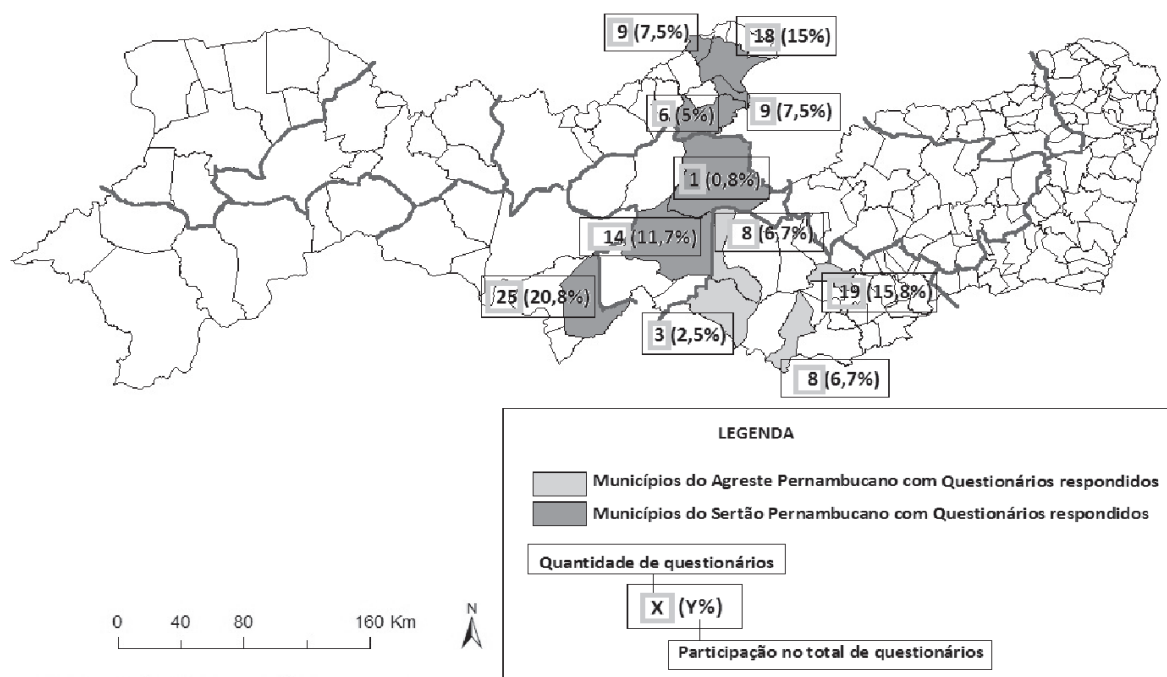 9 (7,5%)
18 (15%)
6 (5%)
9 (7,5%)
1 (0,8%)
14 (11,7%)
8 (6,7%)
25 (20,8%)
19 (15,8%)
3 (2,5%)
8 (6,7%)
LEGENDA
Municípios do Agreste Pernambucano com Questionários respondidos
Municípios do Sertão Pernambucano com Questionários respondidos
Quantidade de questionários
X (Y%)
Participação no total de questionários
0 40 80 160 Km
N